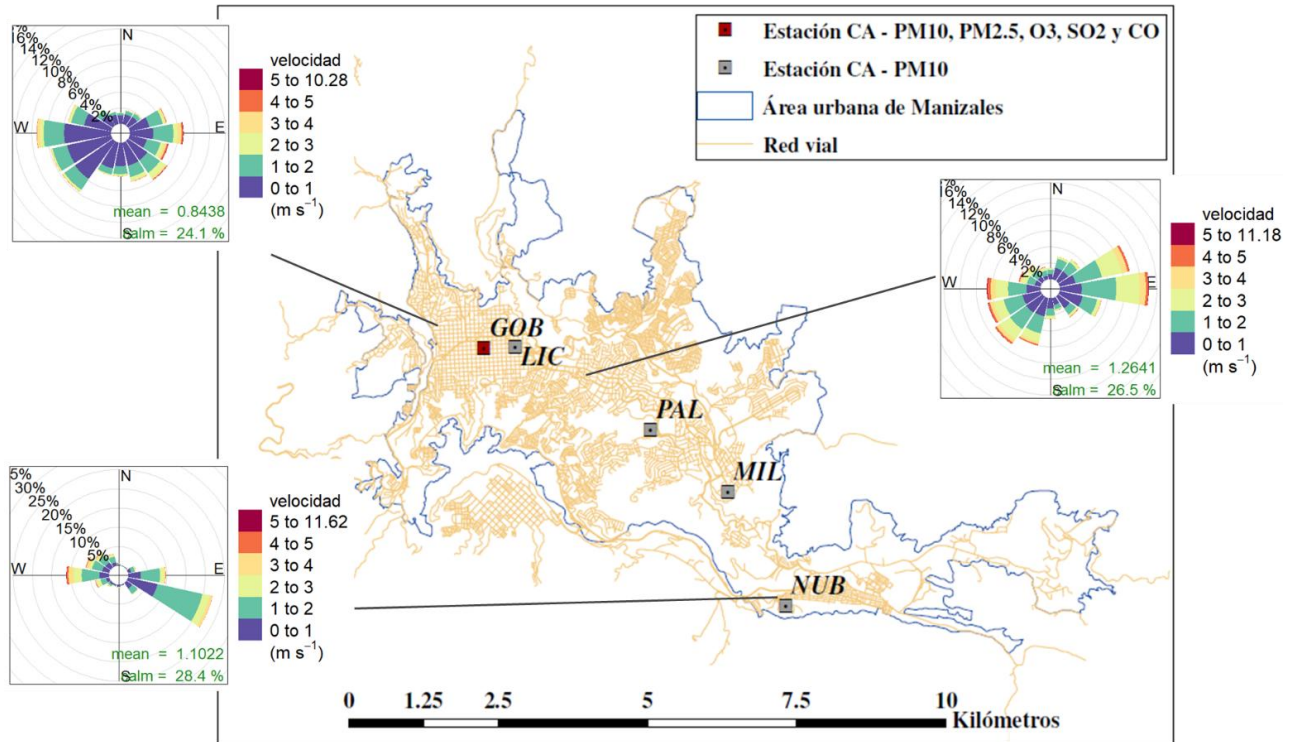 Estación CA - PM10, PM2.5, O3, SO2 y CO
Estación CA - PM10
Área urbana de Manizales
Red vial
N
16%
14%
12%
10%
8%
6%
4%
2%
W
E
S
mean = 0.8438
calm = 24.1 %
velocidad
5 to 10.28
4 to 5
3 to 4
2 to 3
1 to 2
0 to 1
(m s⁻¹)
N
16%
14%
12%
10%
8%
6%
4%
2%
W
E
S
mean = 1.2641
calm = 26.5 %
velocidad
5 to 11.18
4 to 5
3 to 4
2 to 3
1 to 2
0 to 1
(m s⁻¹)
GOB
LIC
PAL
MIL
NUB
5%
30%
25%
20%
15%
10%
5%
N
W
E
S
mean = 1.1022
calm = 28.4 %
velocidad
5 to 11.62
4 to 5
3 to 4
2 to 3
1 to 2
0 to 1
(m s⁻¹)
0 1.25 2.5 5 7.5 10
Kilómetros